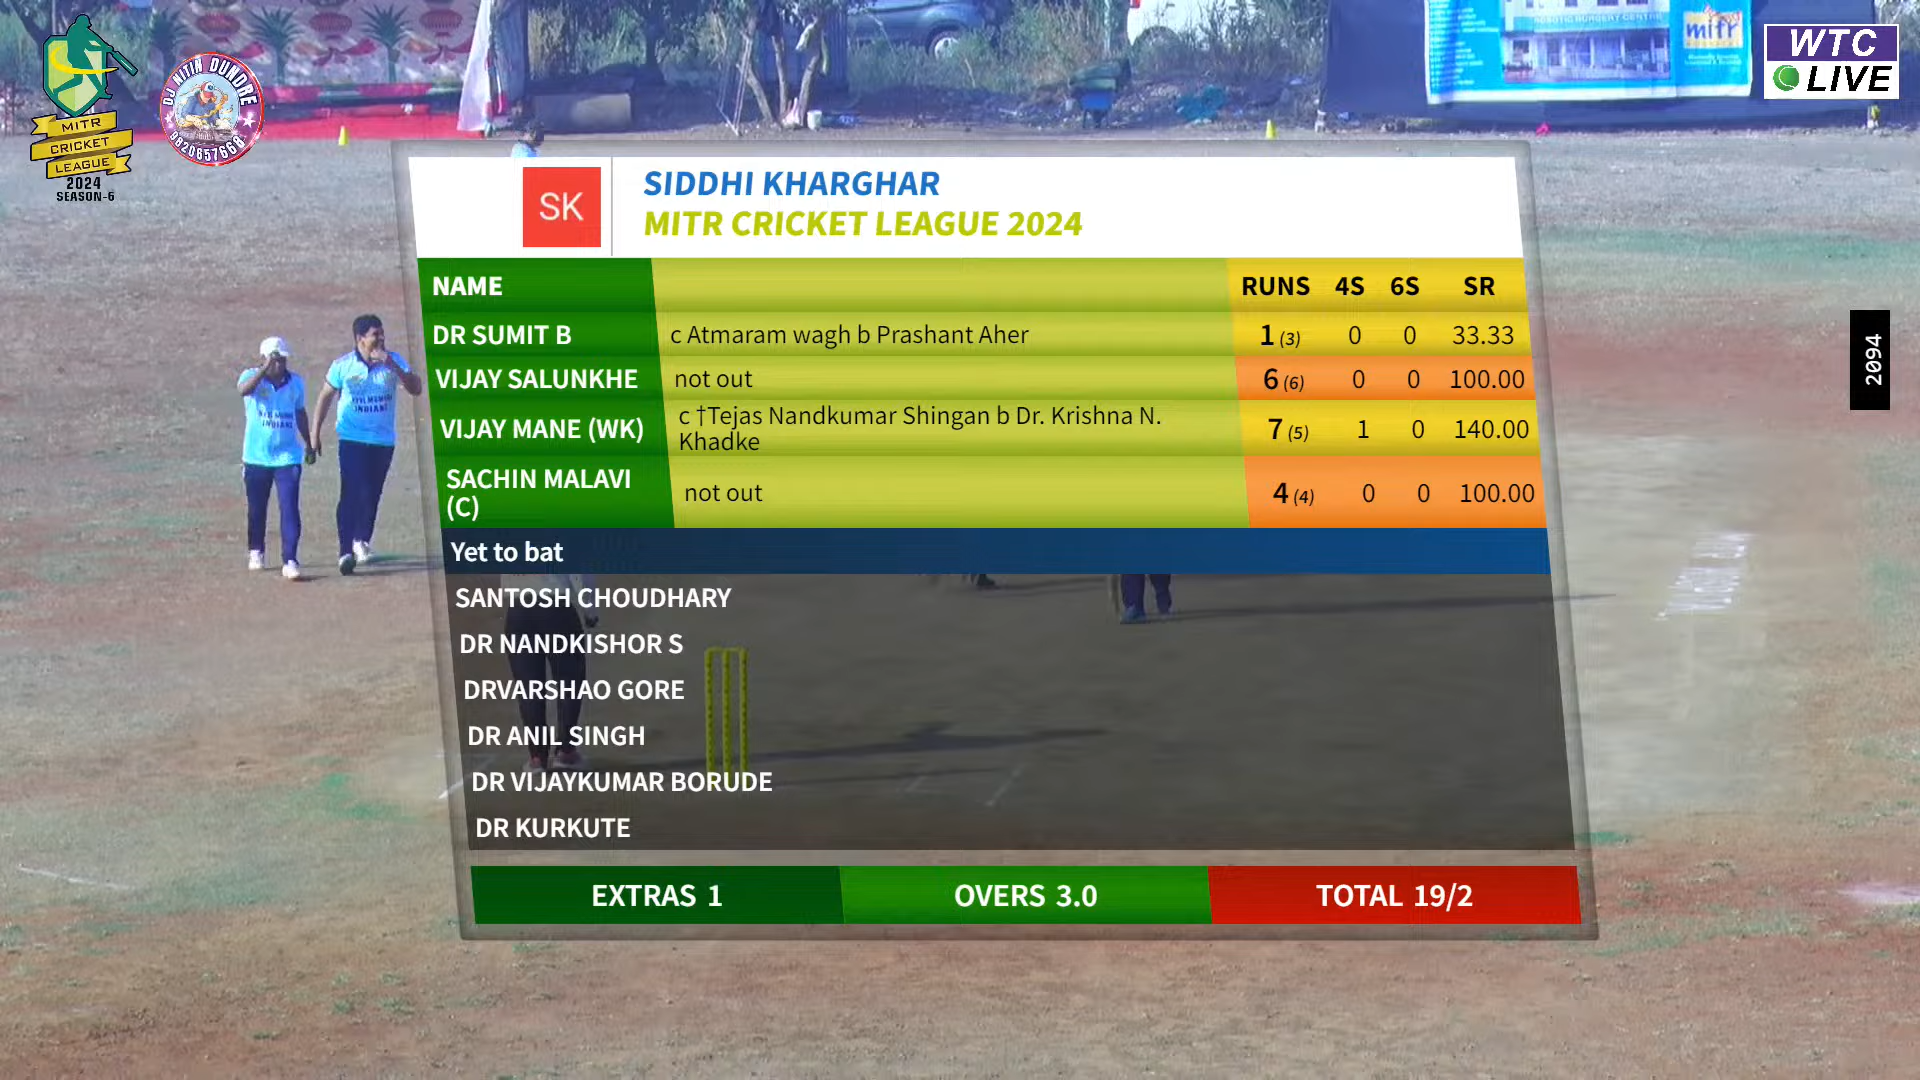 MITR
CRICKET
LEAGUE
2024
SEASON-6
DJ NITIN DUNDRE
9820657668
mitr
WTC
LIVE
SK
SIDDHI KHARGHAR
MITR CRICKET LEAGUE 2024
NAME RUNS 4S 6S SR
DR SUMIT B c Atmaram wagh b Prashant Aher 1 (3) 0 0 33.33
VIJAY SALUNKHE not out 6 (6) 0 0 100.00
VIJAY MANE (WK) c †Tejas Nandkumar Shingan b Dr. Krishna N.
Khadke 7 (5) 1 0 140.00
SACHIN MALAVI
(C) not out 4 (4) 0 0 100.00
Yet to bat
SANTOSH CHOUDHARY
DR NANDKISHOR S
DRVARSHAO GORE
DR ANIL SINGH
DR VIJAYKUMAR BORUDE
DR KURKUTE
EXTRAS 1 OVERS 3.0 TOTAL 19/2
2094